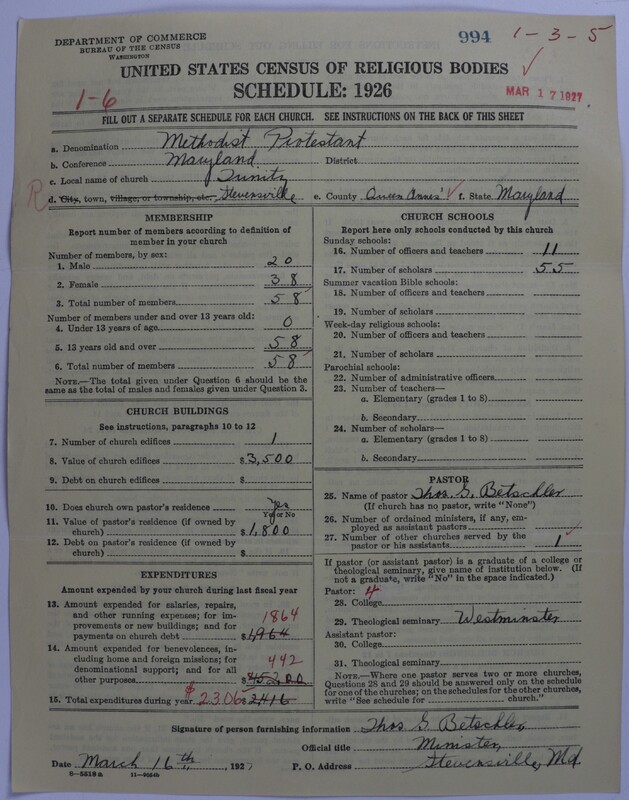 DEPARTMENT OF COMMERCE
BUREAU OF THE CENSUS
WASHINGTON
994
1-3-5
UNITED STATES CENSUS OF RELIGIOUS BODIES
SCHEDULE: 1926
1-6
MAR 17 1927
FILL OUT A SEPARATE SCHEDULE FOR EACH CHURCH. SEE INSTRUCTIONS ON THE BACK OF THIS SHEET
a. Denomination Methodist Protestant
b. Conference Maryland District
c. Local name of church Trinity
R
d. City, town, village, or township, etc. Stevensville e. County Queen Annes' f. State Maryland
MEMBERSHIP
Report number of members according to definition of
member in your church
Number of members, by sex:
1. Male 20
2. Female 38
3. Total number of members 58
Number of members under and over 13 years old:
4. Under 13 years of age 0
5. 13 years old and over 58
6. Total number of members 58
NOTE.—The total given under Question 6 should be the
same as the total of males and females given under Question 3.
CHURCH BUILDINGS
See instructions, paragraphs 10 to 12
7. Number of church edifices 1
8. Value of church edifices $3,500
9. Debt on church edifices $
10. Does church own pastor's residence Yes
Yes or No
11. Value of pastor's residence (if owned by
church) $1,800
12. Debt on pastor's residence (if owned by
church) $
EXPENDITURES
Amount expended by your church during last fiscal year
13. Amount expended for salaries, repairs,
and other running expenses; for im-
provements or new buildings; and for
payments on church debt $1964
1864
14. Amount expended for benevolences, in-
cluding home and foreign missions; for
denominational support; and for all
other purposes $452.00
442
15. Total expenditures during year $2306 $2416
CHURCH SCHOOLS
Report here only schools conducted by this church
Sunday schools:
16. Number of officers and teachers 11
17. Number of scholars 55
Summer vacation Bible schools:
18. Number of officers and teachers
19. Number of scholars
Week-day religious schools:
20. Number of officers and teachers
21. Number of scholars
Parochial schools:
22. Number of administrative officers
23. Number of teachers—
a. Elementary (grades 1 to 8)
b. Secondary
24. Number of scholars—
a. Elementary (grades 1 to 8)
b. Secondary
PASTOR
25. Name of pastor Thos. G. Betschler
(If church has no pastor, write "None")
26. Number of ordained ministers, if any, em-
ployed as assistant pastors
27. Number of other churches served by the
pastor or his assistants 1
If pastor (or assistant pastor) is a graduate of a college or
theological seminary, give name of institution below. (If
not a graduate, write "No" in the space indicated.)
Pastor: 4
28. College
29. Theological seminary Westminster
Assistant pastor:
30. College
31. Theological seminary
NOTE.—Where one pastor serves two or more churches,
Questions 28 and 29 should be answered only on the schedule
for one of the churches; on the schedules for the other churches,
write "See schedule for church."
Signature of person furnishing information Thos G Betschler
Official title Minister
Date March 16th, 1927 P. O. Address Stevensville, Md.
8-5518a 11-9054b